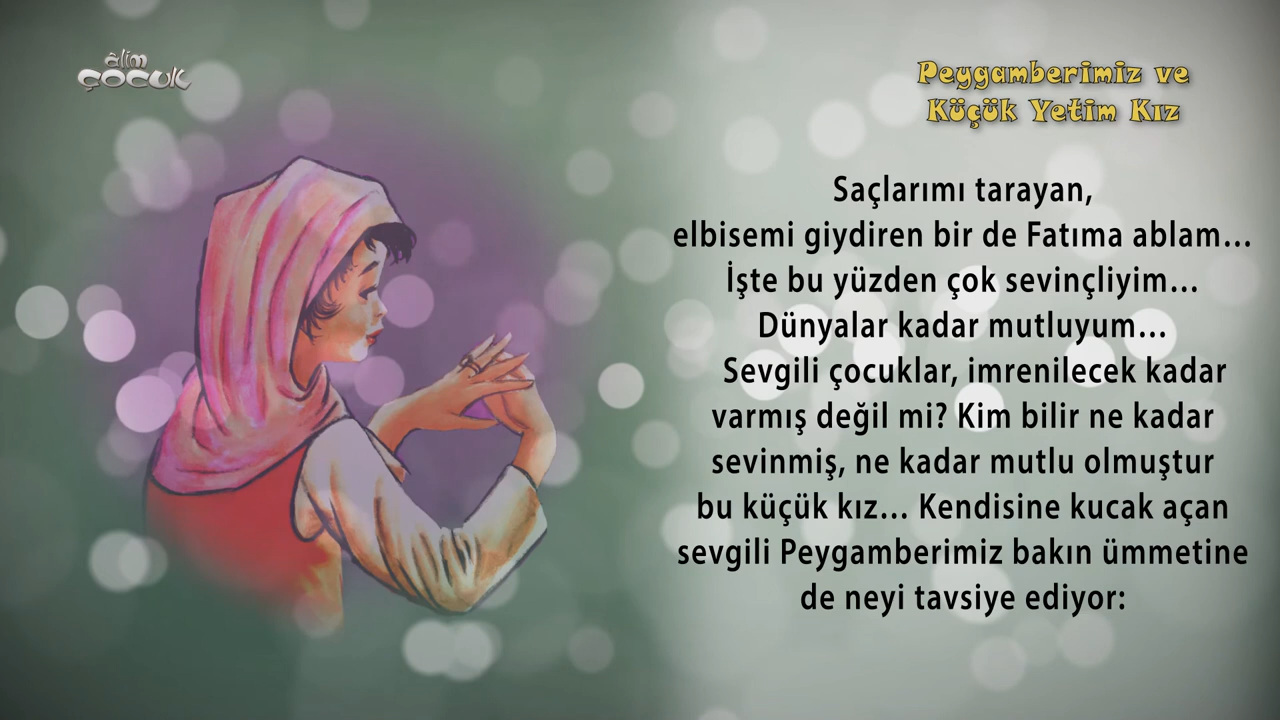 âlim
ÇOCUK
Peygamberimiz ve
Küçük Yetim Kız
Saçlarımı tarayan,
elbisemi giydiren bir de Fatıma ablam...
İşte bu yüzden çok sevinçliyim...
Dünyalar kadar mutluyum...
Sevgili çocuklar, imrenilecek kadar
varmış değil mi? Kim bilir ne kadar
sevinmiş, ne kadar mutlu olmuştur
bu küçük kız... Kendisine kucak açan
sevgili Peygamberimiz bakın ümmetine
de neyi tavsiye ediyor: